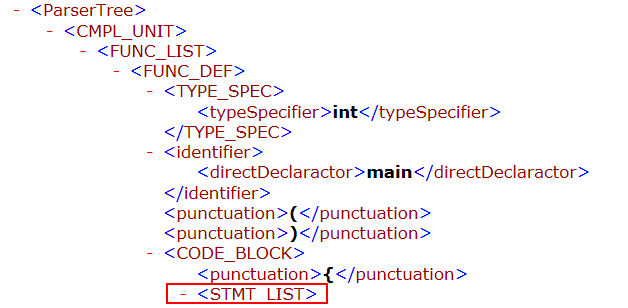 - <ParserTree>
- <CMPL_UNIT>
- <FUNC_LIST>
- <FUNC_DEF>
- <TYPE_SPEC>
<typeSpecifier>int</typeSpecifier>
</TYPE_SPEC>
- <identifier>
<directDeclaractor>main</directDeclaractor>
</identifier>
<punctuation>(</punctuation>
<punctuation>)</punctuation>
- <CODE_BLOCK>
<punctuation>{</punctuation>
- <STMT_LIST>